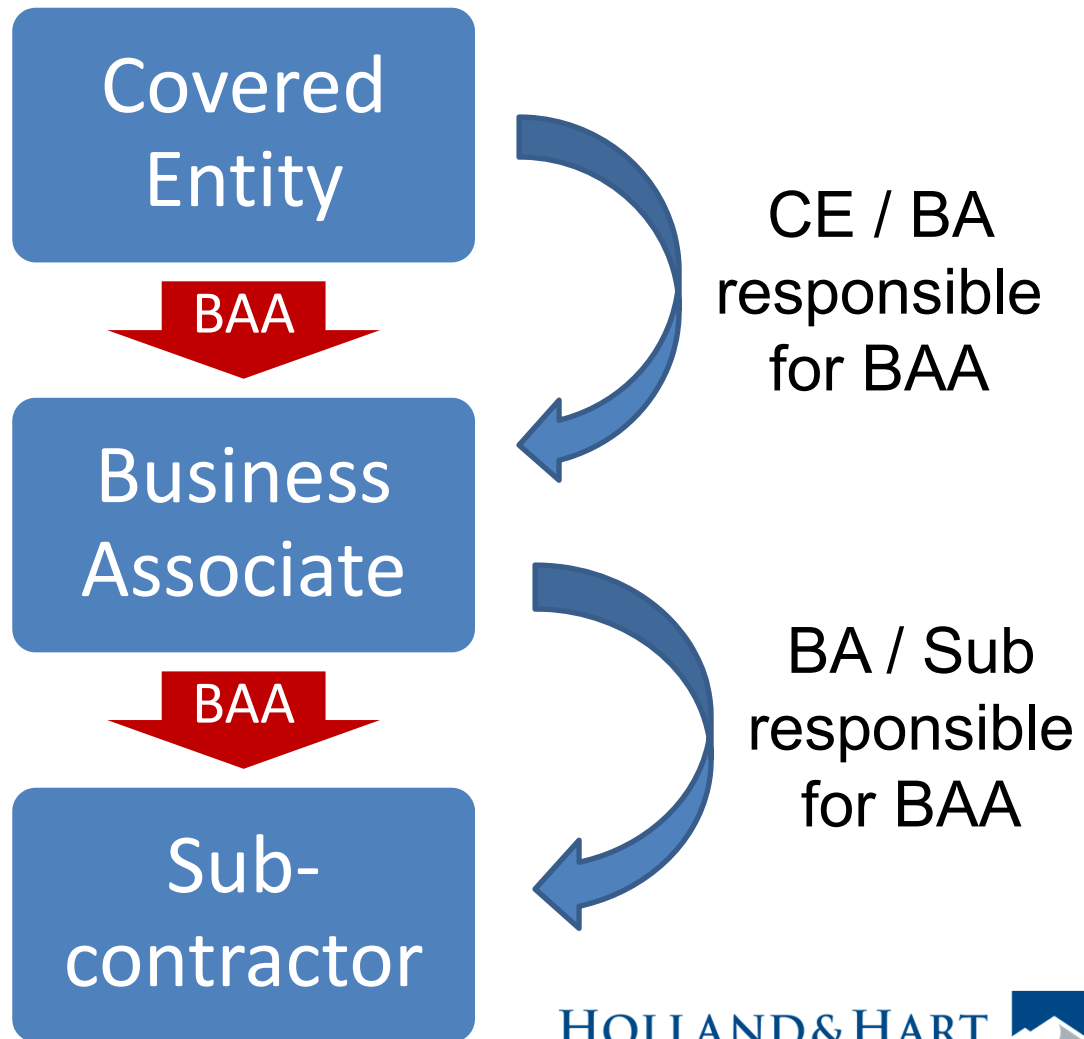 Covered
Entity
CE / BA
responsible
for BAA
BAA
Business
Associate
BAA
BA / Sub
responsible
for BAA
Sub-
contractor
HOLLAND&HART